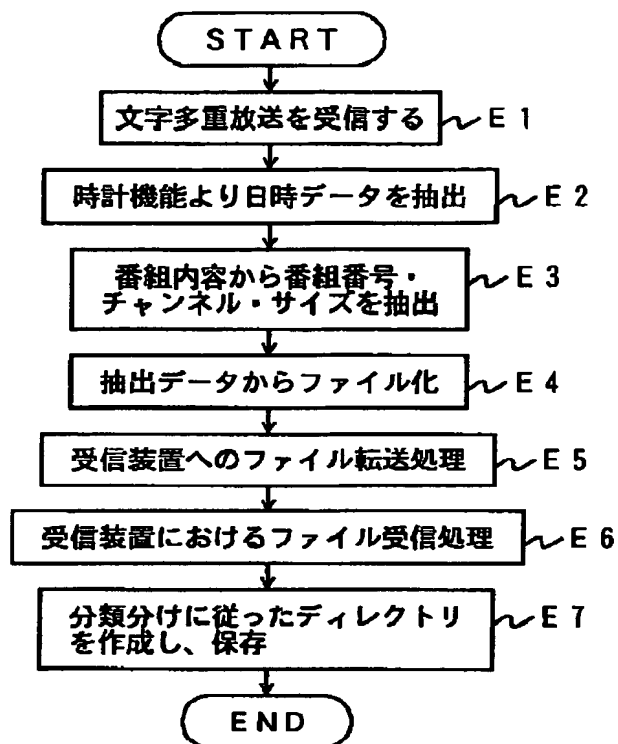 START
文字多重放送を受信する E1
時計機能より日時データを抽出 E2
番組内容から番組番号・
チャンネル・サイズを抽出 E3
抽出データからファイル化 E4
受信装置へのファイル転送処理 E5
受信装置におけるファイル受信処理 E6
分類分けに従ったディレクトリ
を作成し、保存 E7
END